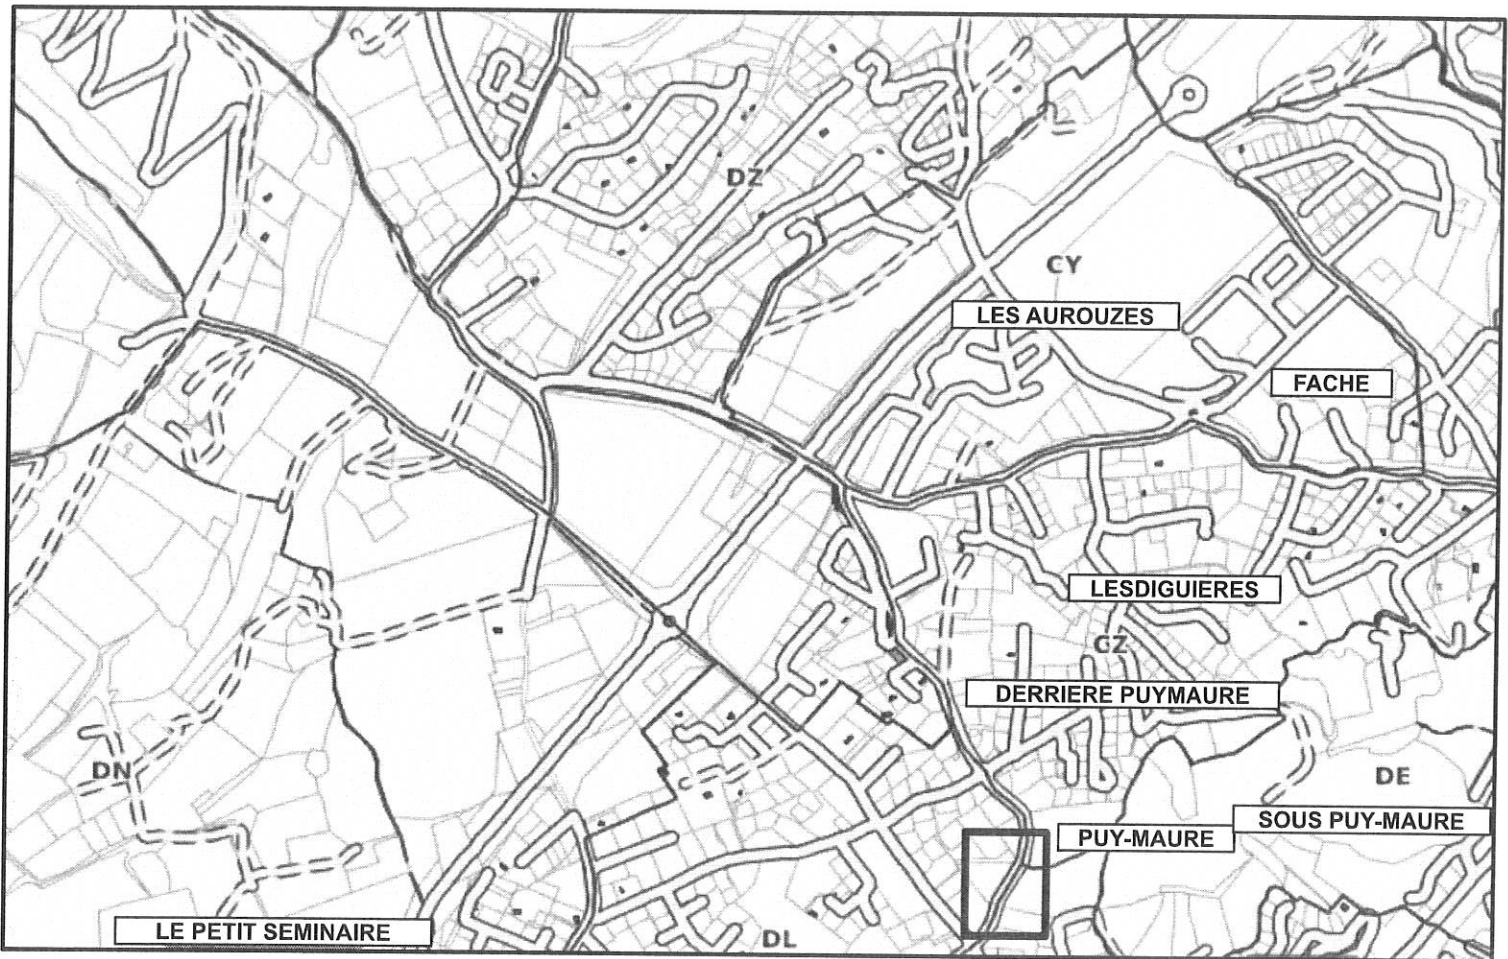 DZ
CY
LES AUROUZES
FACHE
LESDIGUIERES
CZ
DERRIERE PUYMAURE
DN
DE
SOUS PUY-MAURE
PUY-MAURE
LE PETIT SEMINAIRE
DL